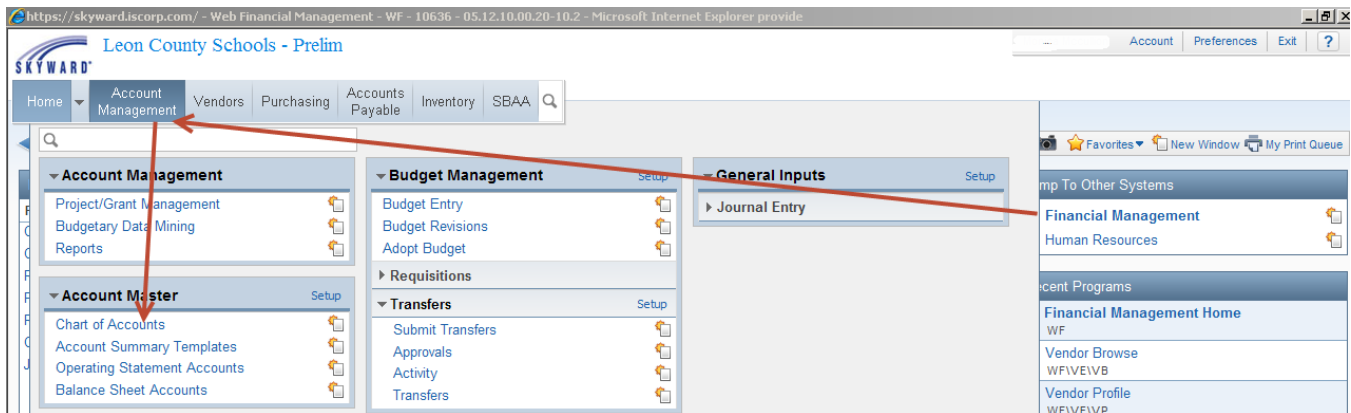 https://skyward.iscorp.com/ - Web Financial Management - WF - 10636 - 05.12.10.00.20-10.2 - Microsoft Internet Explorer provide
Leon County Schools - Prelim
SKYWARD
Account Preferences Exit ?
Home Account Management Vendors Purchasing Accounts Payable Inventory SBAA
Favorites New Window My Print Queue
Account Management
Project/Grant Management
Budgetary Data Mining
Reports
Account Master Setup
Chart of Accounts
Account Summary Templates
Operating Statement Accounts
Balance Sheet Accounts
Budget Management Setup
Budget Entry
Budget Revisions
Adopt Budget
Requisitions
Transfers Setup
Submit Transfers
Approvals
Activity
Transfers
General Inputs Setup
Journal Entry
mp To Other Systems
Financial Management
Human Resources
ecent Programs
Financial Management Home
WF
Vendor Browse
WF\VE\VB
Vendor Profile
WF\VE\VP